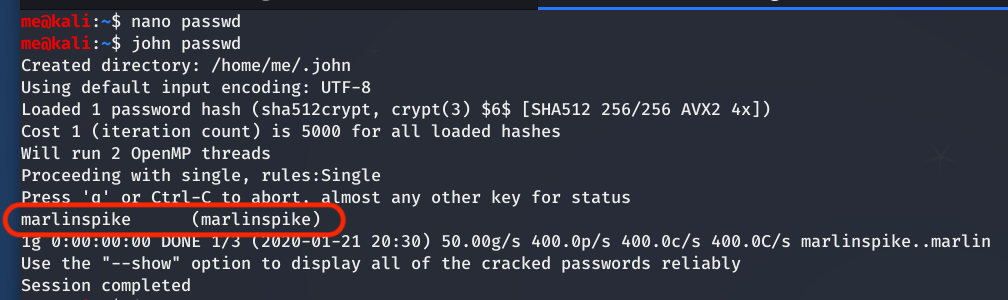 me@kali:~$ nano passwd
me@kali:~$ john passwd
Created directory: /home/me/.john
Using default input encoding: UTF-8
Loaded 1 password hash (sha512crypt, crypt(3) $6$ [SHA512 256/256 AVX2 4x])
Cost 1 (iteration count) is 5000 for all loaded hashes
Will run 2 OpenMP threads
Proceeding with single, rules:Single
Press 'q' or Ctrl-C to abort, almost any other key for status
marlinspike      (marlinspike)
1g 0:00:00:00 DONE 1/3 (2020-01-21 20:30) 50.00g/s 400.0p/s 400.0c/s 400.0C/s marlinspike..marlin
Use the "--show" option to display all of the cracked passwords reliably
Session completed